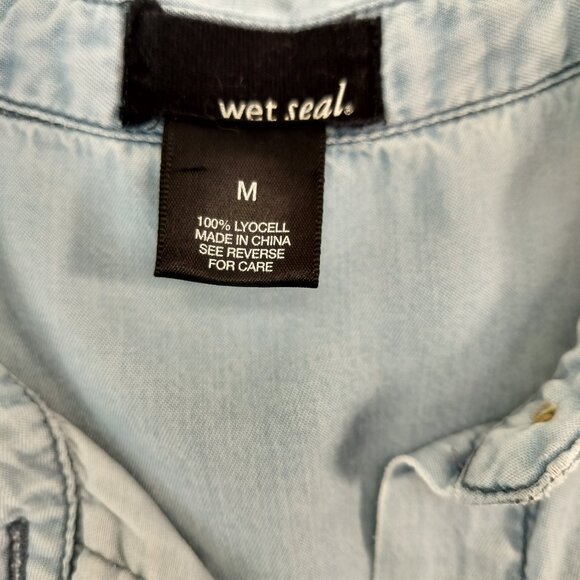 wet seal.
M
100% LYOCELL
MADE IN CHINA
SEE REVERSE
FOR CARE